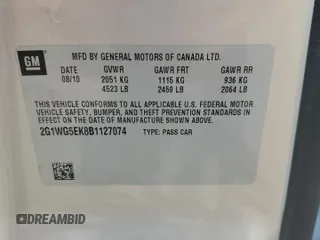 GM
MFD BY GENERAL MOTORS OF CANADA LTD.
DATE GVWR GAWR FRT GAWR RR
08/10 2051 KG 1115 KG 936 KG
4523 LB 2459 LB 2064 LB
THIS VEHICLE CONFORMS TO ALL APPLICABLE U.S. FEDERAL MOTOR
VEHICLE SAFETY, BUMPER, AND THEFT PREVENTION STANDARDS
IN EFFECT ON THE DATE OF MANUFACTURE SHOWN ABOVE.
2G1WG5EK8B1127074 TYPE: PASS CAR
DREAMBID